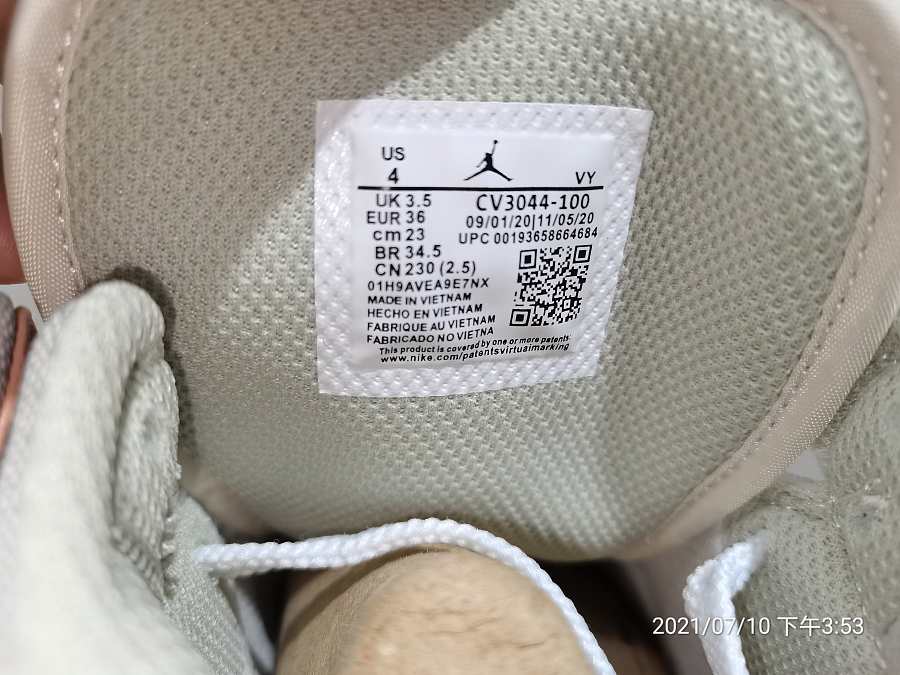 US
4
VY
UK 3.5
CV3044-100
EUR 36
09/01/20|11/05/20
cm 23
UPC 00193658664684
BR 34.5
CN 230 (2.5)
01H9AVEA9E7NX
MADE IN VIETNAM
HECHO EN VIETNAM
FABRIQUE AU VIETNAM
FABRICADO NO VIETNA
This product is covered by one or more patents.
www.nike.com/patentsvirtuaimarking
2021/07/10 下午3:53